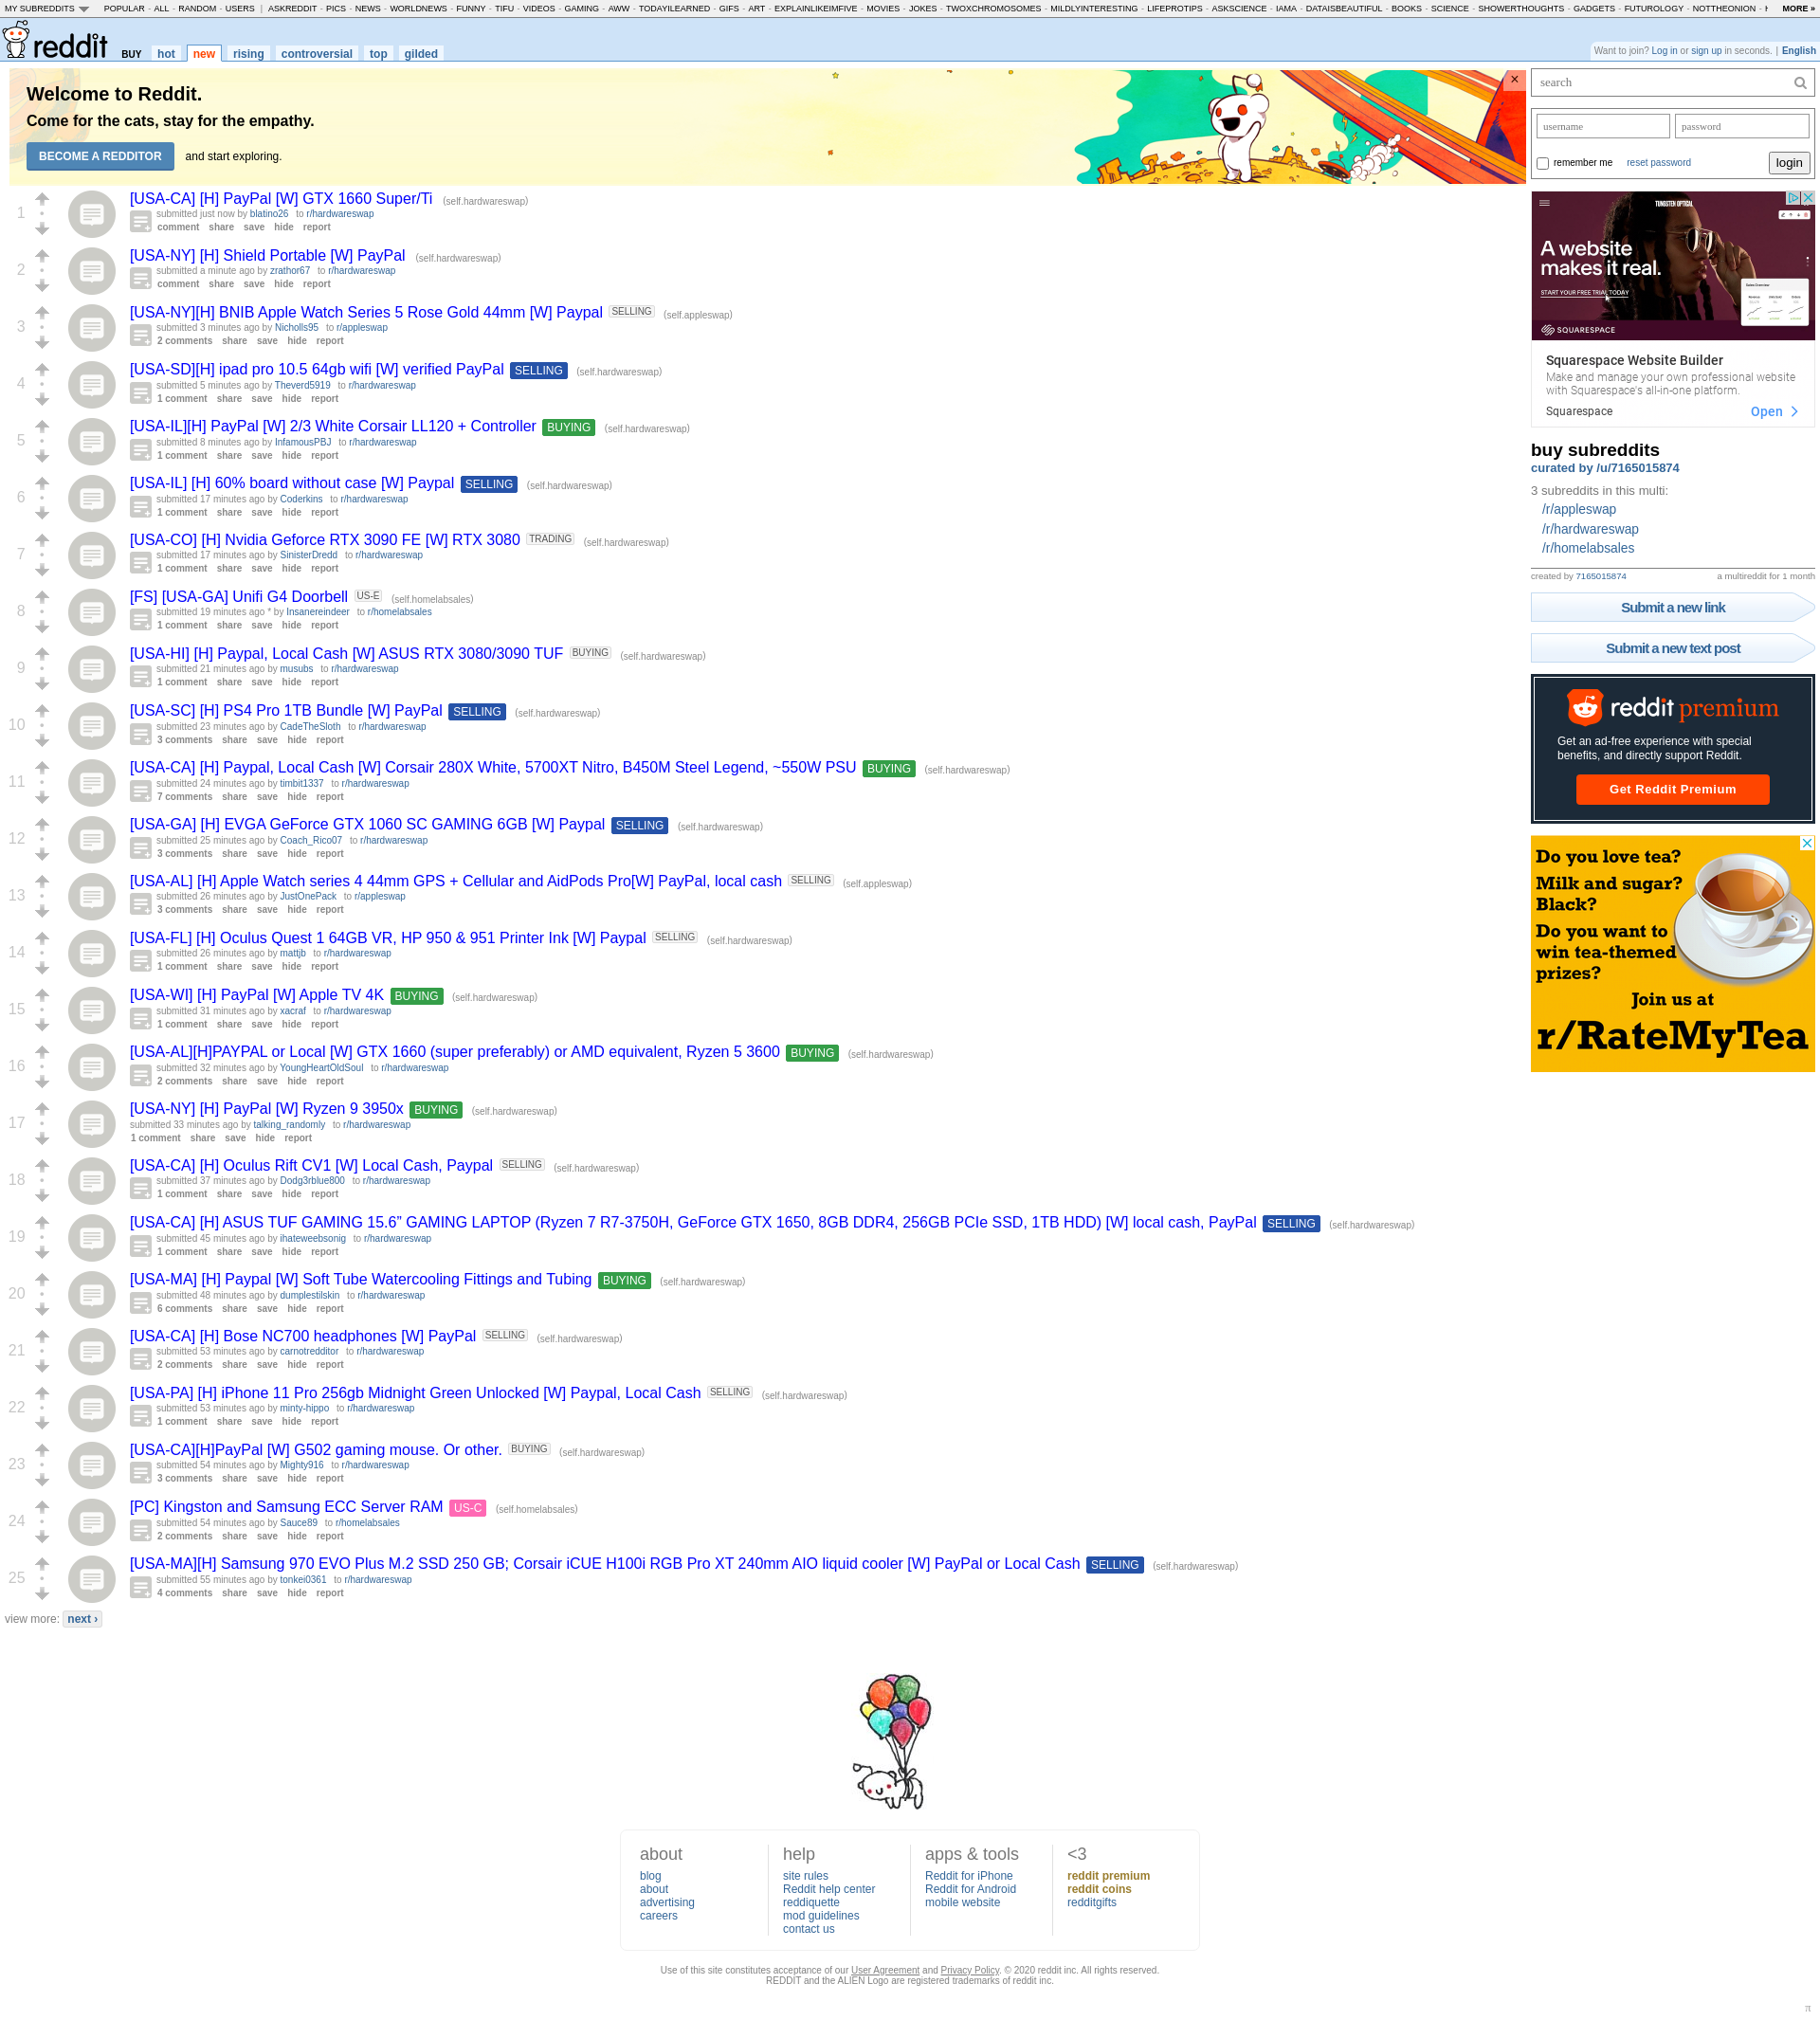 MY SUBREDDITS POPULAR - ALL - RANDOM - USERS | ASKREDDIT - PICS - NEWS - WORLDNEWS - FUNNY - TIFU - VIDEOS - GAMING - AWW - TODAYILEARNED - GIFS - ART - EXPLAINLIKEIMFIVE - MOVIES - JOKES - TWOXCHROMOSOMES - MILDLYINTERESTING - LIFEPROTIPS - ASKSCIENCE - IAMA - DATAISBEAUTIFUL - BOOKS - SCIENCE - SHOWERTHOUGHTS - GADGETS - FUTUROLOGY - NOTTHEONION - MORE »
reddit BUY hot new rising controversial top gilded
Want to join? Log in or sign up in seconds. | English
Welcome to Reddit.
Come for the cats, stay for the empathy.
BECOME A REDDITOR and start exploring.
×
1
[USA-CA] [H] PayPal [W] GTX 1660 Super/Ti (self.hardwareswap)
submitted just now by blatino26 to r/hardwareswap
comment share save hide report
2
[USA-NY] [H] Shield Portable [W] PayPal (self.hardwareswap)
submitted a minute ago by zrathor67 to r/hardwareswap
comment share save hide report
3
[USA-NY][H] BNIB Apple Watch Series 5 Rose Gold 44mm [W] Paypal SELLING (self.appleswap)
submitted 3 minutes ago by Nicholls95 to r/appleswap
2 comments share save hide report
4
[USA-SD][H] ipad pro 10.5 64gb wifi [W] verified PayPal SELLING (self.hardwareswap)
submitted 5 minutes ago by Theverd5919 to r/hardwareswap
1 comment share save hide report
5
[USA-IL][H] PayPal [W] 2/3 White Corsair LL120 + Controller BUYING (self.hardwareswap)
submitted 8 minutes ago by InfamousPBJ to r/hardwareswap
1 comment share save hide report
6
[USA-IL] [H] 60% board without case [W] Paypal SELLING (self.hardwareswap)
submitted 17 minutes ago by Coderkins to r/hardwareswap
1 comment share save hide report
7
[USA-CO] [H] Nvidia Geforce RTX 3090 FE [W] RTX 3080 TRADING (self.hardwareswap)
submitted 17 minutes ago by SinisterDredd to r/hardwareswap
1 comment share save hide report
8
[FS] [USA-GA] Unifi G4 Doorbell US-E (self.homelabsales)
submitted 19 minutes ago * by Insanereindeer to r/homelabsales
1 comment share save hide report
9
[USA-HI] [H] Paypal, Local Cash [W] ASUS RTX 3080/3090 TUF BUYING (self.hardwareswap)
submitted 21 minutes ago by musubs to r/hardwareswap
1 comment share save hide report
10
[USA-SC] [H] PS4 Pro 1TB Bundle [W] PayPal SELLING (self.hardwareswap)
submitted 23 minutes ago by CadeTheSloth to r/hardwareswap
3 comments share save hide report
11
[USA-CA] [H] Paypal, Local Cash [W] Corsair 280X White, 5700XT Nitro, B450M Steel Legend, ~550W PSU BUYING (self.hardwareswap)
submitted 24 minutes ago by timbit1337 to r/hardwareswap
7 comments share save hide report
12
[USA-GA] [H] EVGA GeForce GTX 1060 SC GAMING 6GB [W] Paypal SELLING (self.hardwareswap)
submitted 25 minutes ago by Coach_Rico07 to r/hardwareswap
3 comments share save hide report
13
[USA-AL] [H] Apple Watch series 4 44mm GPS + Cellular and AidPods Pro[W] PayPal, local cash SELLING (self.appleswap)
submitted 26 minutes ago by JustOnePack to r/appleswap
3 comments share save hide report
14
[USA-FL] [H] Oculus Quest 1 64GB VR, HP 950 & 951 Printer Ink [W] Paypal SELLING (self.hardwareswap)
submitted 26 minutes ago by mattjb to r/hardwareswap
1 comment share save hide report
15
[USA-WI] [H] PayPal [W] Apple TV 4K BUYING (self.hardwareswap)
submitted 31 minutes ago by xacraf to r/hardwareswap
1 comment share save hide report
16
[USA-AL][H]PAYPAL or Local [W] GTX 1660 (super preferably) or AMD equivalent, Ryzen 5 3600 BUYING (self.hardwareswap)
submitted 32 minutes ago by YoungHeartOldSoul to r/hardwareswap
2 comments share save hide report
17
[USA-NY] [H] PayPal [W] Ryzen 9 3950x BUYING (self.hardwareswap)
submitted 33 minutes ago by talking_randomly to r/hardwareswap
1 comment share save hide report
18
[USA-CA] [H] Oculus Rift CV1 [W] Local Cash, Paypal SELLING (self.hardwareswap)
submitted 37 minutes ago by Dodg3rblue800 to r/hardwareswap
1 comment share save hide report
19
[USA-CA] [H] ASUS TUF GAMING 15.6” GAMING LAPTOP (Ryzen 7 R7-3750H, GeForce GTX 1650, 8GB DDR4, 256GB PCIe SSD, 1TB HDD) [W] local cash, PayPal SELLING (self.hardwareswap)
submitted 45 minutes ago by ihateweebsonig to r/hardwareswap
1 comment share save hide report
20
[USA-MA] [H] Paypal [W] Soft Tube Watercooling Fittings and Tubing BUYING (self.hardwareswap)
submitted 48 minutes ago by dumplestilskin to r/hardwareswap
6 comments share save hide report
21
[USA-CA] [H] Bose NC700 headphones [W] PayPal SELLING (self.hardwareswap)
submitted 53 minutes ago by carnotredditor to r/hardwareswap
2 comments share save hide report
22
[USA-PA] [H] iPhone 11 Pro 256gb Midnight Green Unlocked [W] Paypal, Local Cash SELLING (self.hardwareswap)
submitted 53 minutes ago by minty-hippo to r/hardwareswap
1 comment share save hide report
23
[USA-CA][H]PayPal [W] G502 gaming mouse. Or other. BUYING (self.hardwareswap)
submitted 54 minutes ago by Mighty916 to r/hardwareswap
3 comments share save hide report
24
[PC] Kingston and Samsung ECC Server RAM US-C (self.homelabsales)
submitted 54 minutes ago by Sauce89 to r/homelabsales
2 comments share save hide report
25
[USA-MA][H] Samsung 970 EVO Plus M.2 SSD 250 GB; Corsair iCUE H100i RGB Pro XT 240mm AIO liquid cooler [W] PayPal or Local Cash SELLING (self.hardwareswap)
submitted 55 minutes ago by tonkei0361 to r/hardwareswap
4 comments share save hide report
view more: next ›
search
username password
remember me reset password login
TUNGSTEN OPTICAL
A website
makes it real.
START YOUR FREE TRIAL TODAY
SQUARESPACE
Squarespace Website Builder
Make and manage your own professional website
with Squarespace's all-in-one platform.
Squarespace Open
buy subreddits
curated by /u/7165015874
3 subreddits in this multi:
/r/appleswap
/r/hardwareswap
/r/homelabsales
created by 7165015874 a multireddit for 1 month
Submit a new link
Submit a new text post
reddit premium
Get an ad-free experience with special
benefits, and directly support Reddit.
Get Reddit Premium
Do you love tea?
Milk and sugar?
Black?
Do you want to
win tea-themed
prizes?
Join us at
r/RateMyTea
about
blog
about
advertising
careers
help
site rules
Reddit help center
reddiquette
mod guidelines
contact us
apps & tools
Reddit for iPhone
Reddit for Android
mobile website
<3
reddit premium
reddit coins
redditgifts
Use of this site constitutes acceptance of our User Agreement and Privacy Policy. © 2020 reddit inc. All rights reserved.
REDDIT and the ALIEN Logo are registered trademarks of reddit inc.
π